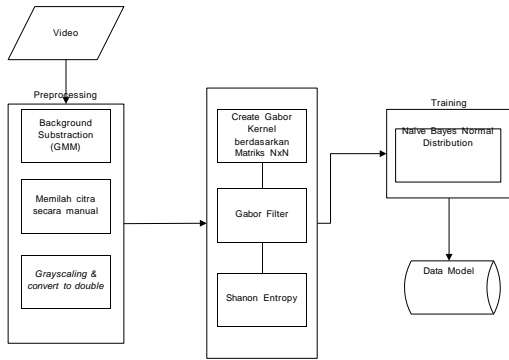 Video
Preprocessing
Background
Substraction
(GMM)
Memilah citra
secara manual
Grayscaling &
convert to double
Create Gabor
Kernel
berdasarkan
Matriks NxN
Gabor Filter
Shanon Entropy
Training
Naïve Bayes Normal
Distribution
Data Model